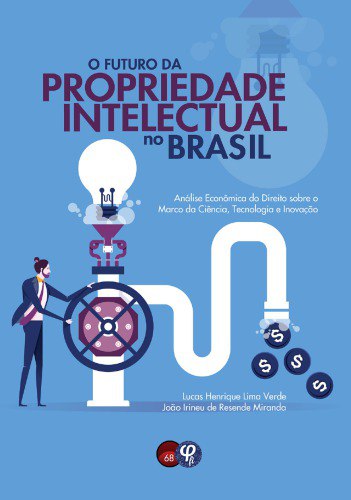 O FUTURO DA
PROPRIEDADE
INTELECTUAL
no BRASIL
Análise Econômica do Direito sobre o
Marco da Ciência, Tecnologia e Inovação
$
$
$
$
Lucas Henrique Lima Verde
João Irineu de Resende Miranda
68
φ
fi